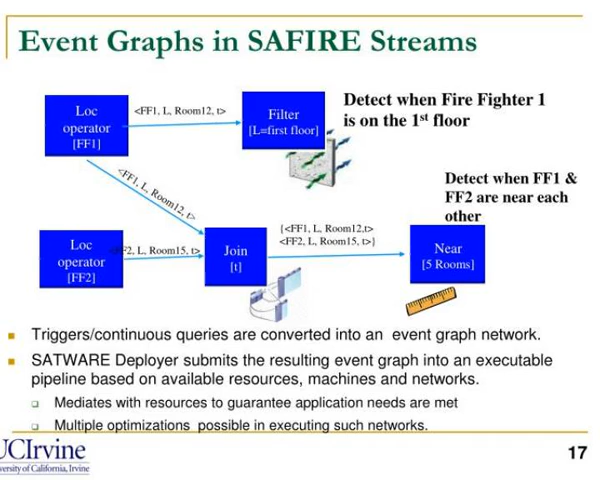 Event Graphs in SAFIRE Streams
Loc
operator
[FF1]
<FF1, L, Room12, t>
Filter
[L=first floor]
Detect when Fire Fighter 1
is on the 1st floor
<FF1, L, Room12, t>
Detect when FF1 &
FF2 are near each
other
Loc
operator
[FF2]
FF2, L, Room15, t>
Join
[t]
{<FF1, L, Room12,t>
<FF2, L, Room15, t>}
Near
[5 Rooms]
Triggers/continuous queries are converted into an event graph network.
SATWARE Deployer submits the resulting event graph into an executable
pipeline based on available resources, machines and networks.
Mediates with resources to guarantee application needs are met
Multiple optimizations possible in executing such networks.
UCIrvine
versity of California, Irvine
17